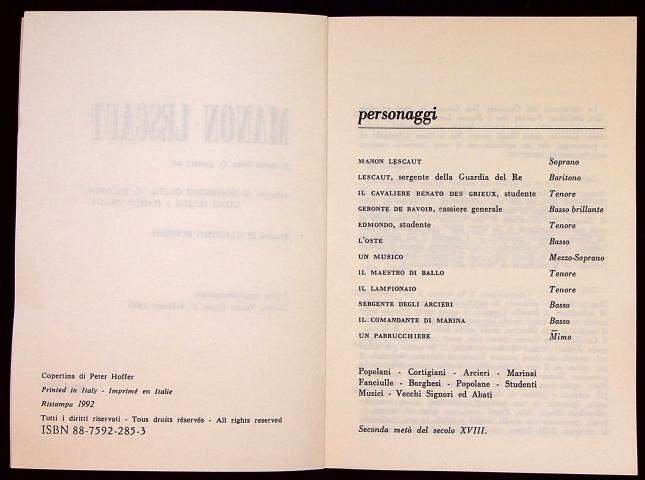 Copertina di Peter Hoffer
Printed in Italy - Imprimé en Italie
Ristampa 1992
Tutti i diritti riservati - Tous droits réservés - All rights reserved
ISBN 88-7592-285-3
personaggi
MANON LESCAUT Soprano
LESCAUT, sergente della Guardia del Re Baritono
IL CAVALIERE RENATO DES GRIEUX, studente Tenore
GERONTE DE RAVOIR, cassiere generale Basso brillante
EDMONDO, studente Tenore
L'OSTE Basso
UN MUSICO Mezzo-Soprano
IL MAESTRO DI BALLO Tenore
IL LAMPIONAIO Tenore
SERGENTE DEGLI ARCIERI Basso
IL COMANDANTE DI MARINA Basso
UN PARRUCCHIERE Mimo
Popolani - Cortigiani - Arcieri - Marinai
Fanciulle - Borghesi - Popolane - Studenti
Musici - Vecchi Signori ed Abati
Seconda metà del secolo XVIII.